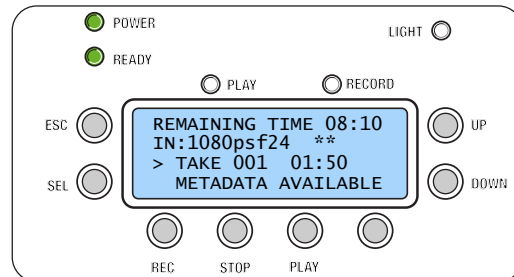 POWER
LIGHT
READY
PLAY
RECORD
ESC
REMAINING TIME 08:10
UP
IN:1080psf24  **
> TAKE 001  01:50
SEL
METADATA AVAILABLE
DOWN
REC
STOP
PLAY